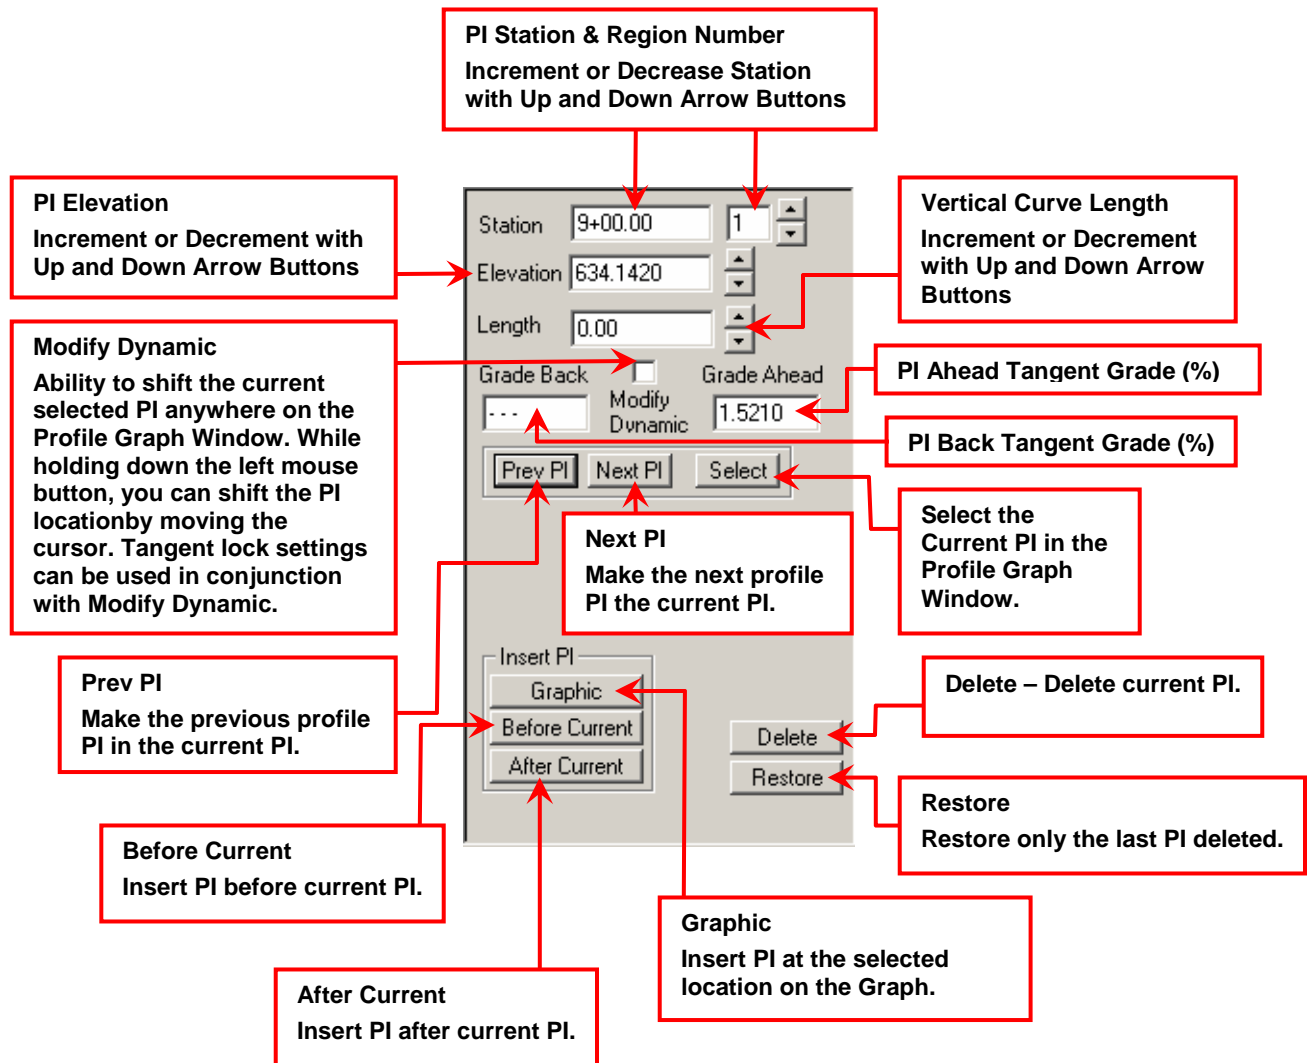 PI Station & Region Number
Increment or Decrease Station
with Up and Down Arrow Buttons
PI Elevation
Increment or Decrement with
Up and Down Arrow Buttons
Vertical Curve Length
Increment or Decrement
with Up and Down Arrow
Buttons
Station 9+00.00 1
Elevation 634.1420
Length 0.00
Grade Back Grade Ahead
Modify
Dynamic
- - - 1.5210
Prev PI Next PI Select
Modify Dynamic
Ability to shift the current
selected PI anywhere on the
Profile Graph Window. While
holding down the left mouse
button, you can shift the PI
locationby moving the
cursor. Tangent lock settings
can be used in conjunction
with Modify Dynamic.
PI Ahead Tangent Grade (%)
PI Back Tangent Grade (%)
Next PI
Make the next profile
PI the current PI.
Select the
Current PI in the
Profile Graph
Window.
Prev PI
Make the previous profile
PI in the current PI.
Insert PI
Graphic
Before Current
After Current
Delete
Restore
Delete – Delete current PI.
Restore
Restore only the last PI deleted.
Before Current
Insert PI before current PI.
Graphic
Insert PI at the selected
location on the Graph.
After Current
Insert PI after current PI.